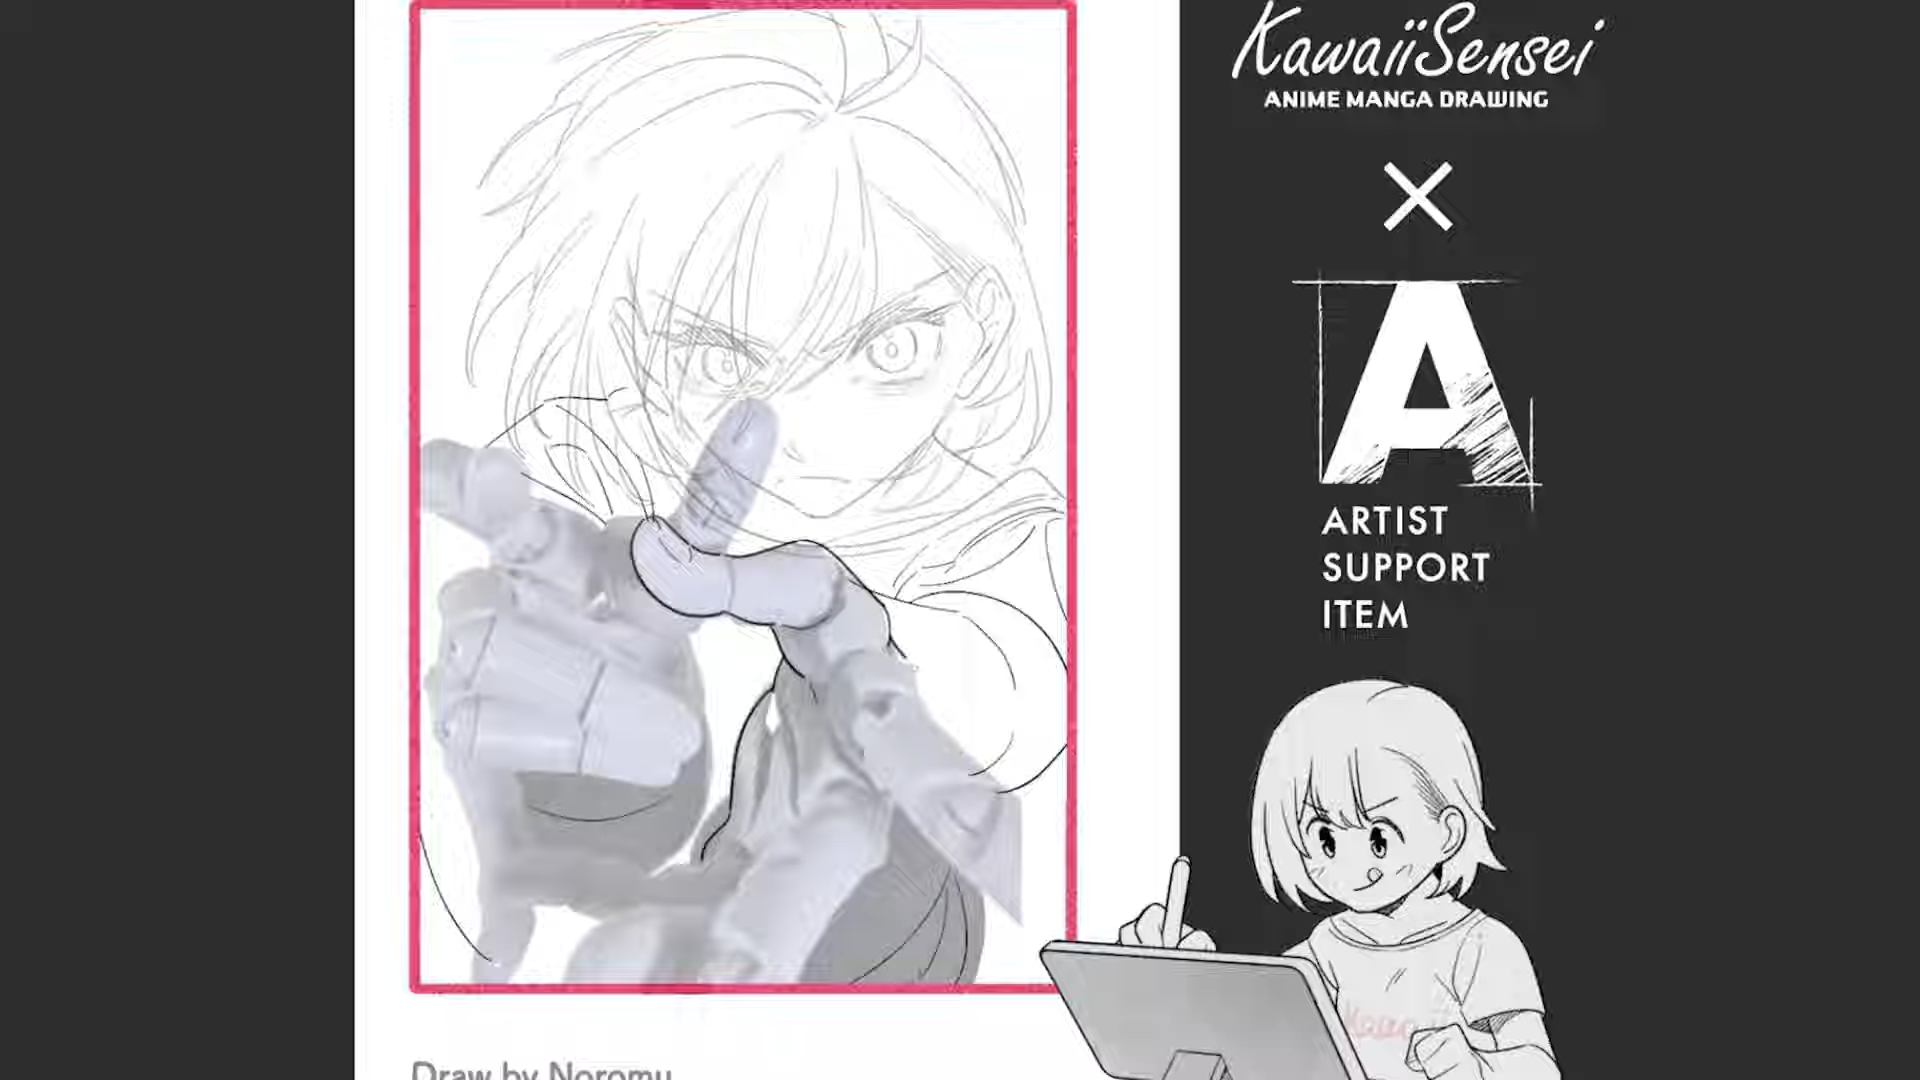 KawaiiSensei
ANIME MANGA DRAWING
×
A
ARTIST
SUPPORT
ITEM
Draw by Noromu